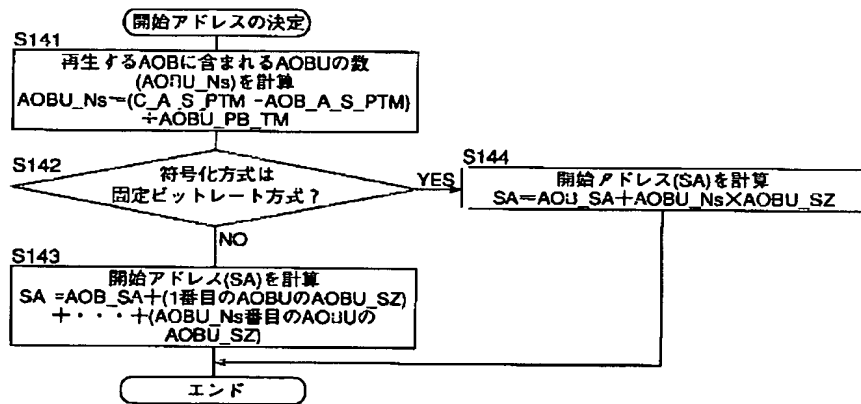 開始アドレスの決定
S141
再生するAOBに含まれるAOBUの数
(AOBU_Ns)を計算
AOBU_Ns=(C_A_S_PTM -AOB_A_S_PTM)
÷AOBU_PB_TM
S142
符号化方式は
固定ビットレート方式?
YES
NO
S144
開始アドレス(SA)を計算
SA=AOB_SA+AOBU_Ns×AOBU_SZ
S143
開始アドレス(SA)を計算
SA =AOB_SA+(1番目のAOBUのAOBU_SZ)
+・・・+(AOBU_Ns番目のAOBUの
AOBU_SZ)
エンド